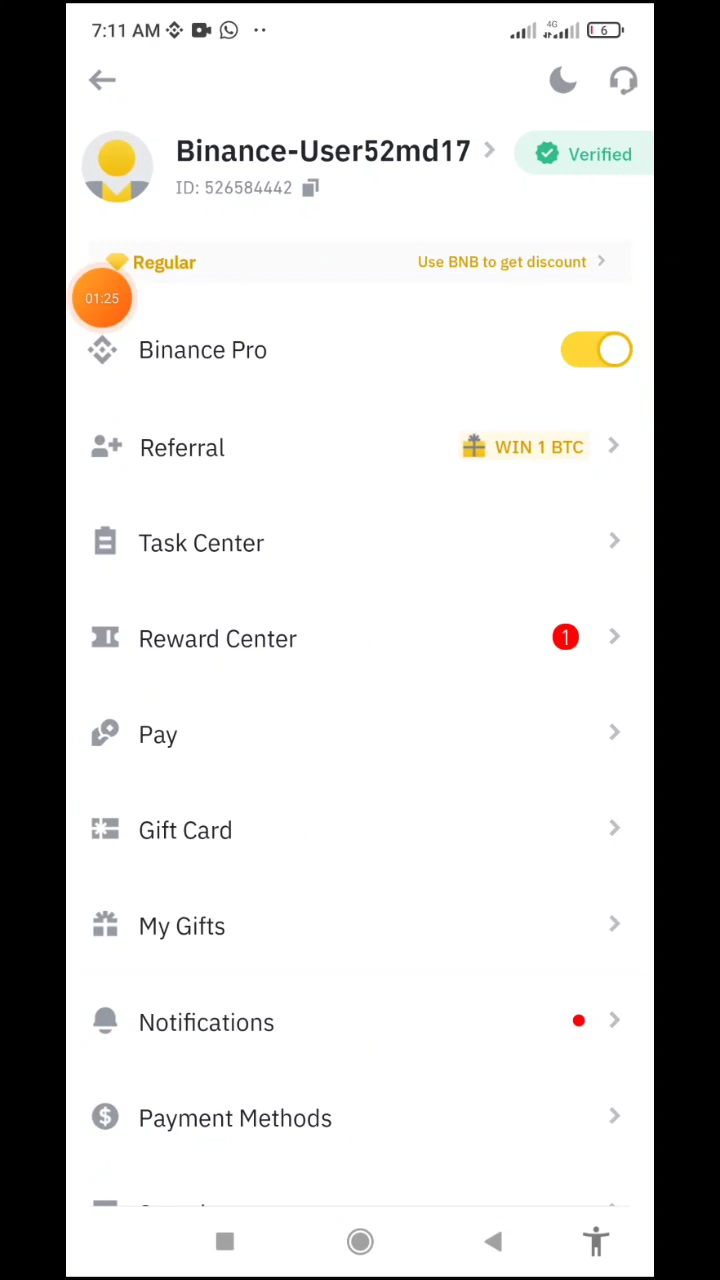 7:11 AM
4G
6
Binance-User52md17
Verified
ID: 526584442
Regular
Use BNB to get discount
01:25
Binance Pro
Referral
WIN 1 BTC
Task Center
Reward Center
1
Pay
Gift Card
My Gifts
Notifications
Payment Methods